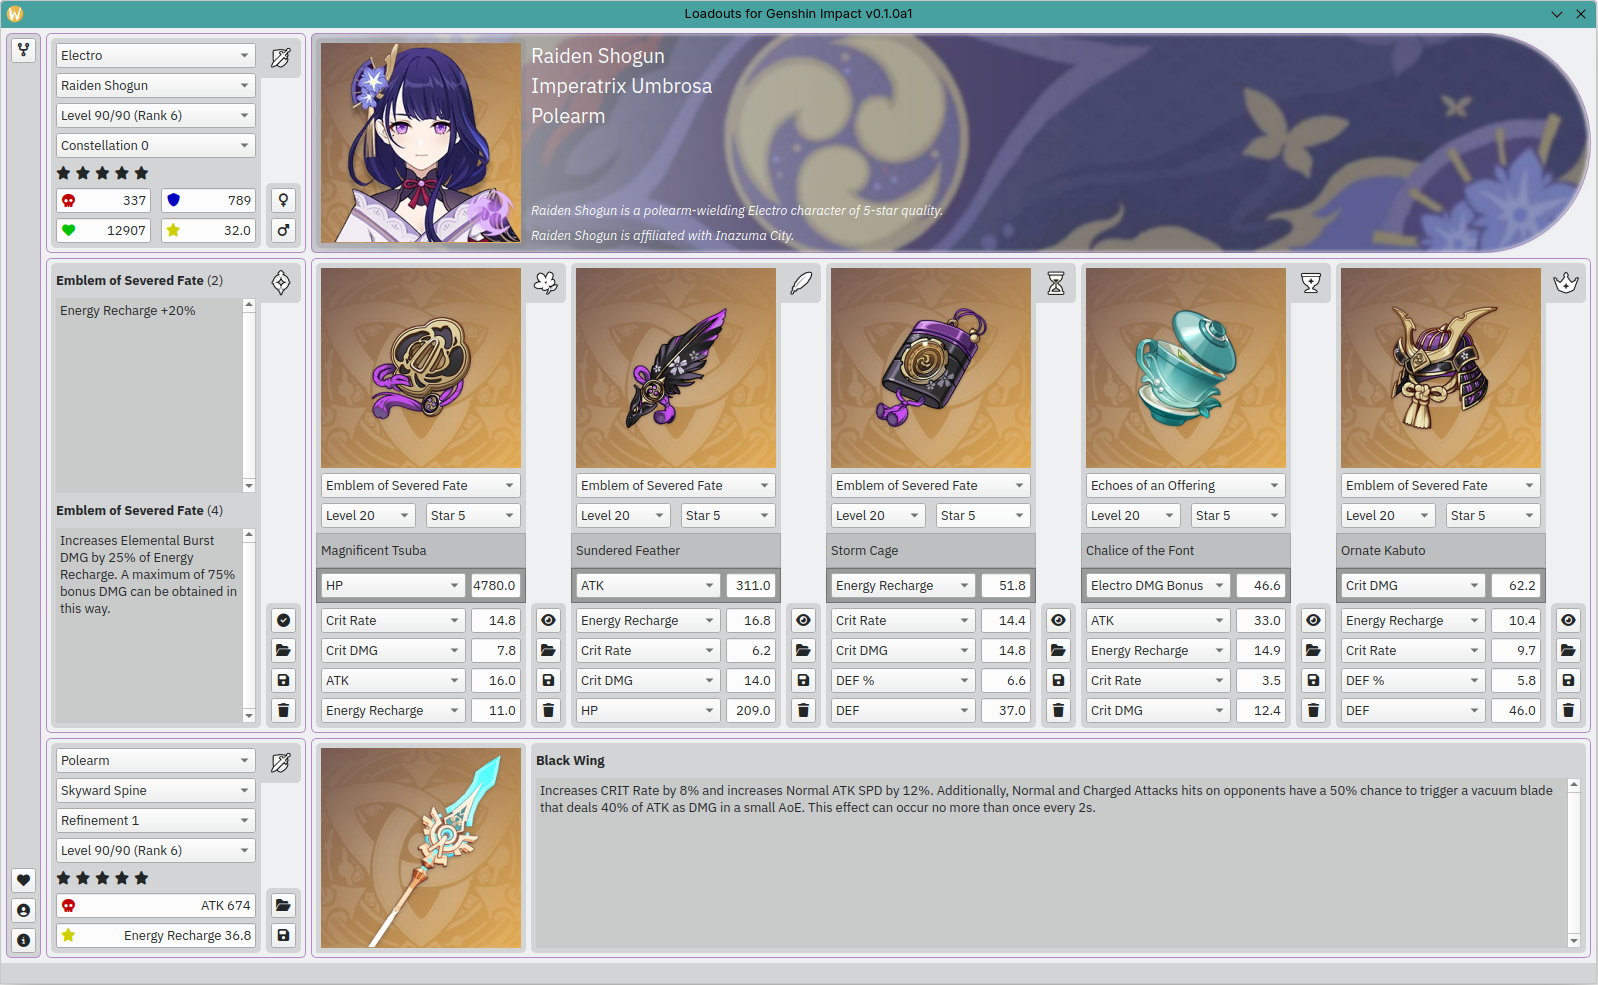 Loadouts for Genshin Impact v0.1.0a1
Electro
Raiden Shogun
Level 90/90 (Rank 6)
Constellation 0
337
789
12907
32.0
Raiden Shogun
Imperatrix Umbrosa
Polearm
Raiden Shogun is a polearm-wielding Electro character of 5-star quality.
Raiden Shogun is affiliated with Inazuma City.
Emblem of Severed Fate (2)
Energy Recharge +20%
Emblem of Severed Fate (4)
Increases Elemental Burst
DMG by 25% of Energy
Recharge. A maximum of 75%
bonus DMG can be obtained in
this way.
Emblem of Severed Fate
Level 20
Star 5
Magnificent Tsuba
HP
4780.0
Crit Rate
14.8
Crit DMG
7.8
ATK
16.0
Energy Recharge
11.0
Emblem of Severed Fate
Level 20
Star 5
Sundered Feather
ATK
311.0
Energy Recharge
16.8
Crit Rate
6.2
Crit DMG
14.0
HP
209.0
Emblem of Severed Fate
Level 20
Star 5
Storm Cage
Energy Recharge
51.8
Crit Rate
14.4
Crit DMG
14.8
DEF %
6.6
DEF
37.0
Echoes of an Offering
Level 20
Star 5
Chalice of the Font
Electro DMG Bonus
46.6
ATK
33.0
Energy Recharge
14.9
Crit Rate
3.5
Crit DMG
12.4
Emblem of Severed Fate
Level 20
Star 5
Ornate Kabuto
Crit DMG
62.2
Energy Recharge
10.4
Crit Rate
9.7
DEF %
5.8
DEF
46.0
Polearm
Skyward Spine
Refinement 1
Level 90/90 (Rank 6)
ATK 674
Energy Recharge 36.8
Black Wing
Increases CRIT Rate by 8% and increases Normal ATK SPD by 12%. Additionally, Normal and Charged Attacks hits on opponents have a 50% chance to trigger a vacuum blade
that deals 40% of ATK as DMG in a small AoE. This effect can occur no more than once every 2s.